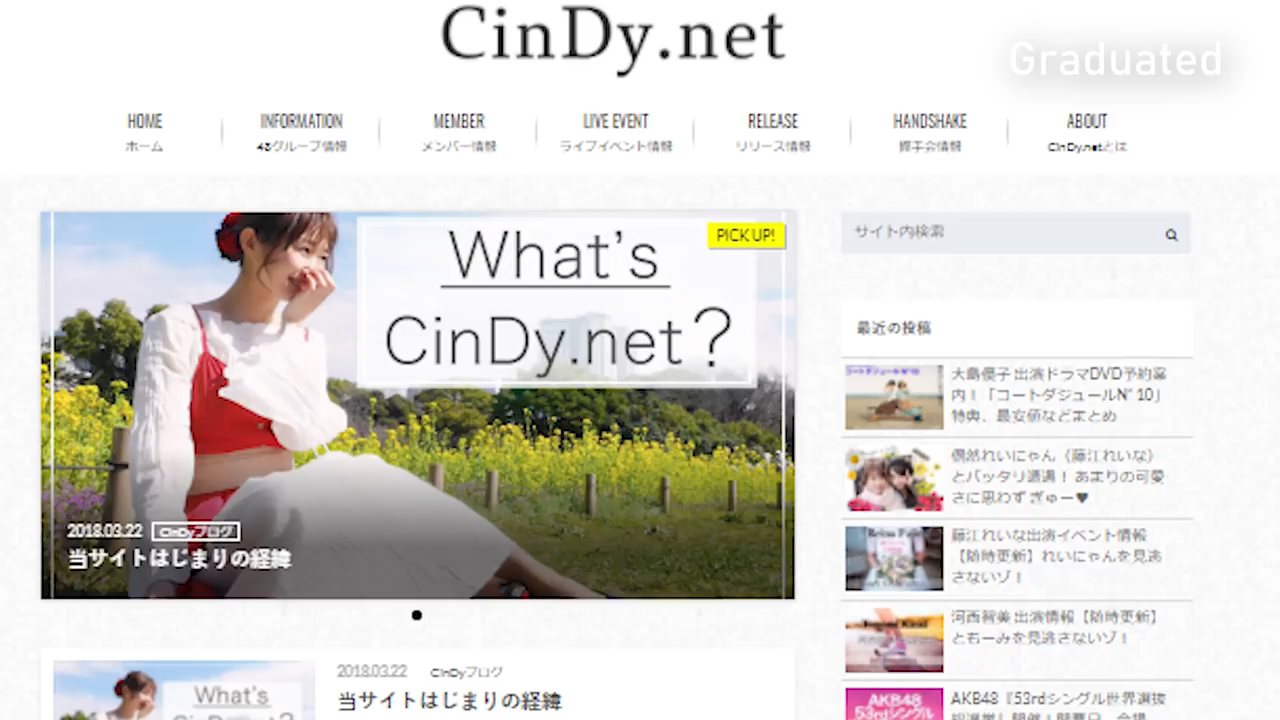 CinDy.net
Graduated
HOME
INFORMATION
MEMBER
LIVE EVENT
RELEASE
HANDSHAKE
ABOUT
ホーム
48グループ情報
メンバー情報
ライブイベント情報
リリース情報
握手会情報
CinDy.netとは
What's
CinDy.net?
PICK UP!
2018.03.22 CinDyブログ
当サイトはじまりの経緯
サイト内検索
最近の投稿
大島優子 出演ドラマDVD予約案
内！「コートダジュールN°10」
特典、最安値などまとめ
偶然れいにゃん（藤江れいな）
とバッタリ遭遇！ あまりの可愛
さに思わず ぎゅー♥
藤江れいな出演イベント情報
【随時更新】れいにゃんを見逃
さないゾ！
河西智美 出演情報【随時更新】
ともーみを見逃さないゾ！
AKB48
53rdシングル
AKB48『53rdシングル世界選抜
2018.03.22 CinDyブログ
当サイトはじまりの経緯
What's